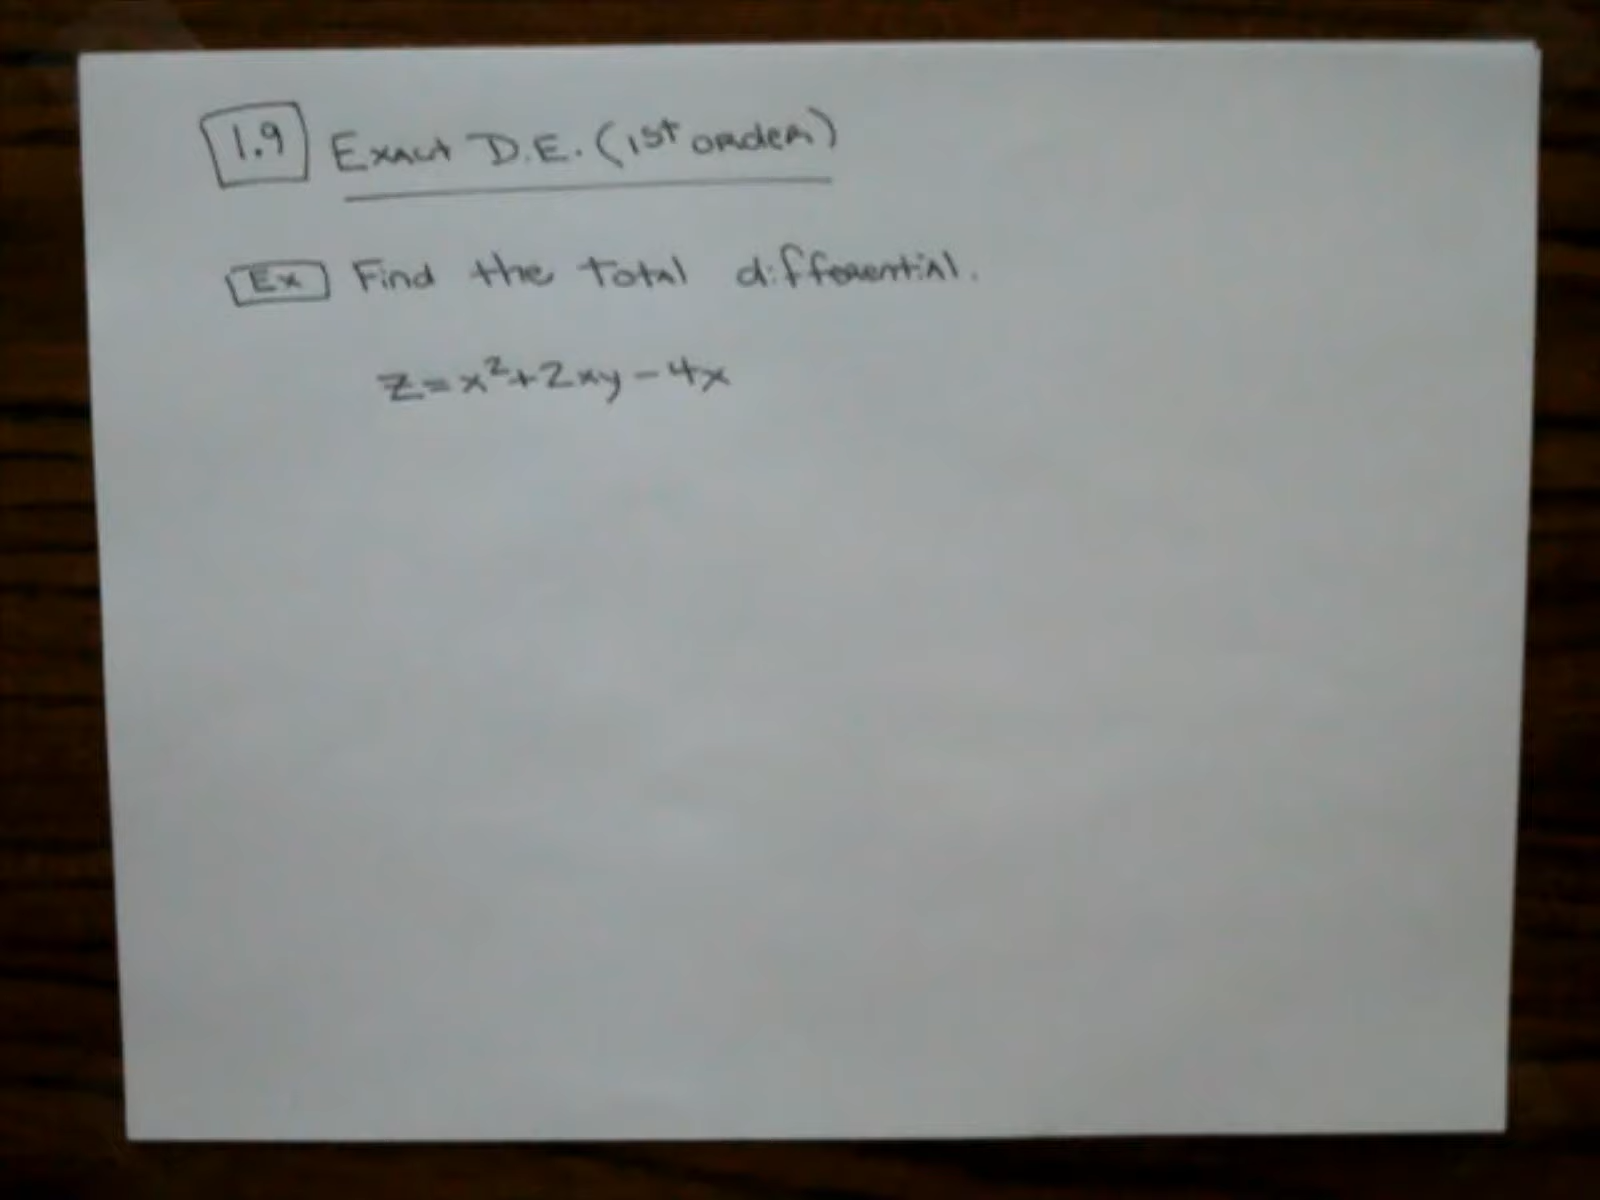 1.9 Exact D.E. (1st order)
Ex Find the total differential.
z=x²+2xy-4x